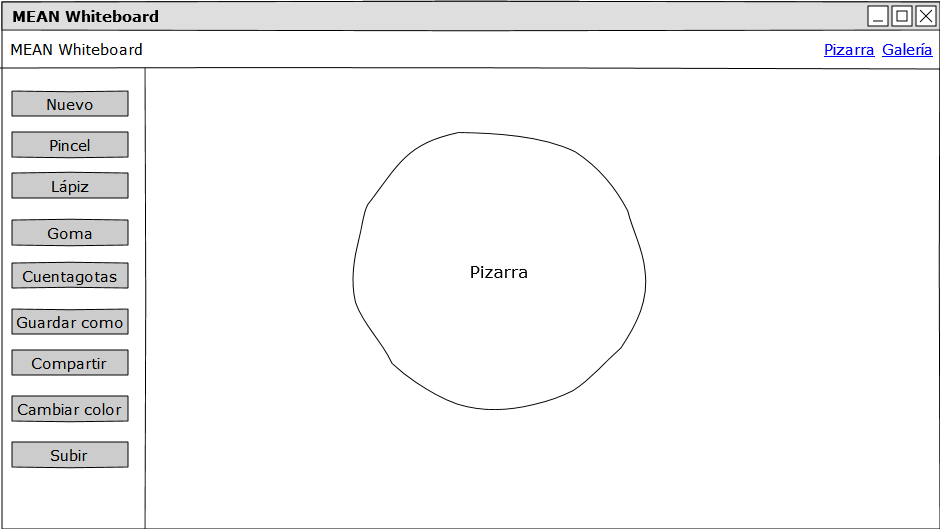 MEAN Whiteboard
MEAN Whiteboard
Pizarra Galería
Nuevo
Pincel
Lápiz
Goma
Cuentagotas
Guardar como
Compartir
Cambiar color
Subir
Pizarra